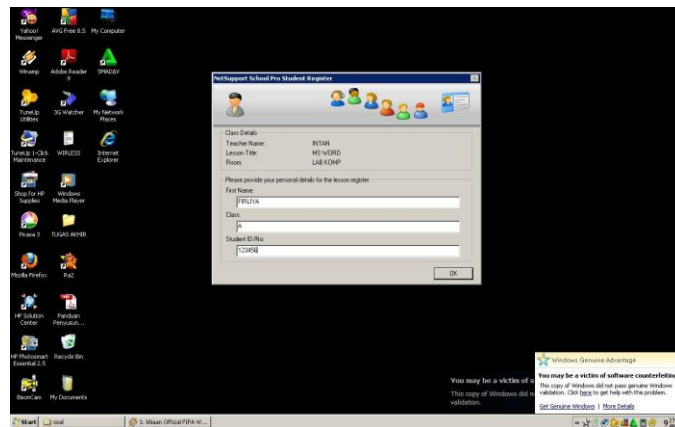 Yahoo! Messenger
AVG Free 8.5
My Computer
Winamp
Adobe Reader 9
SMADAV
TuneUp Utilities
3G Watcher
My Network Places
TuneUp 1-Click Maintenance
WIRLESS
Internet Explorer
Shop for HP Supplies
Windows Media Player
Picasa 3
TUGAS AKHIR
Mozilla Firefox
HP Solution Center
Panduan Penyusun...
HP Photosmart Essential 2.5
Recycle Bin
BisonCam
My Documents
NetSupport School Pro Student Register
Class Details
Teacher Name: INTAN
Lesson Title: MS WORD
Room: LAB KOMP
Please provide your personal details for the lesson register
First Name:
FIRLIYA
Class:
A
Student ID/No:
123456
OK
You may be a victim of s
This copy of Windows did n
validation.
Windows Genuine Advantage
You may be a victim of software counterfeiting
This copy of Windows did not pass genuine Windows
validation. Click here to get help with this problem.
Get Genuine Windows | More Details
Start
soal
Official FIFA W...